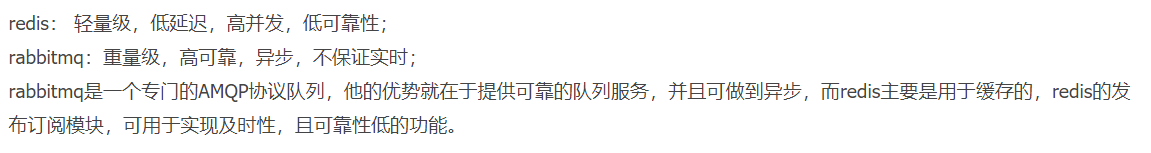 redis： 轻量级，低延迟，高并发，低可靠性；
rabbitmq：重量级，高可靠，异步，不保证实时；
rabbitmq是一个专门的AMQP协议队列，他的优势就在于提供可靠的队列服务，并且可做到异步，而redis主要是用于缓存的，redis的发
布订阅模块，可用于实现及时性，且可靠性低的功能。